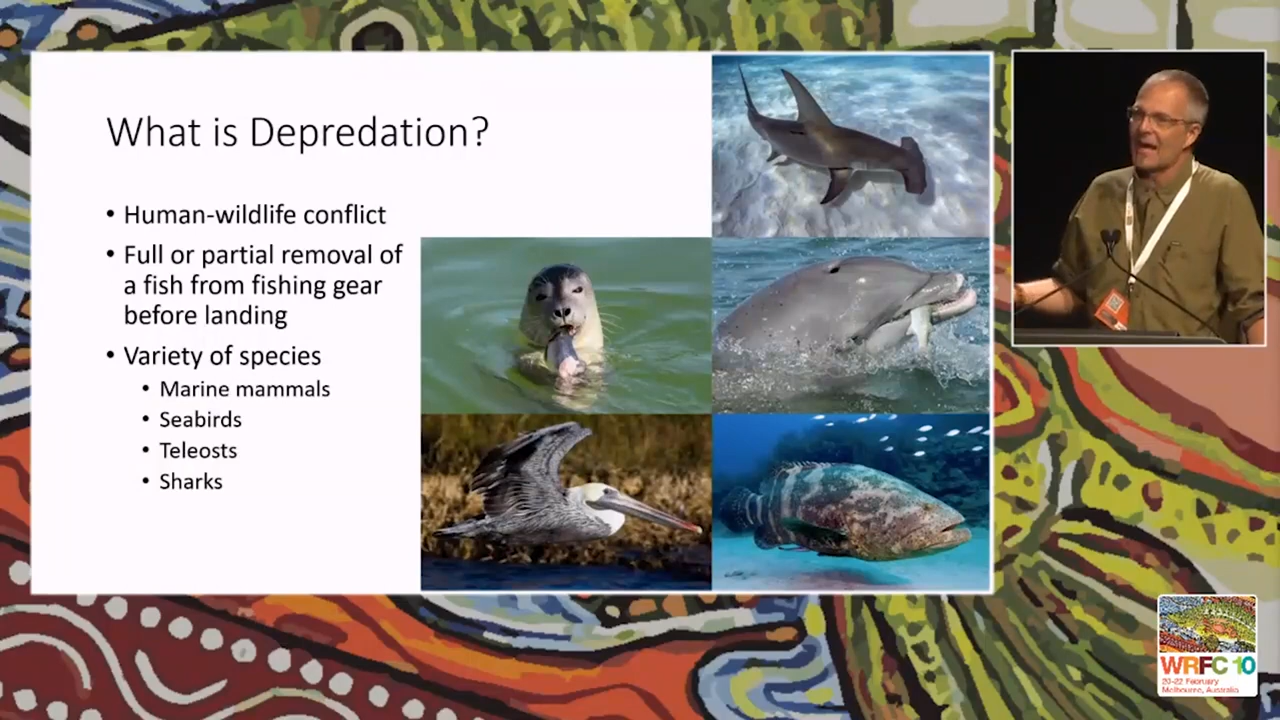 What is Depredation?
• Human-wildlife conflict
• Full or partial removal of
a fish from fishing gear
before landing
• Variety of species
• Marine mammals
• Seabirds
• Teleosts
• Sharks
WRFC 10
20-22 February
Melbourne, Australia